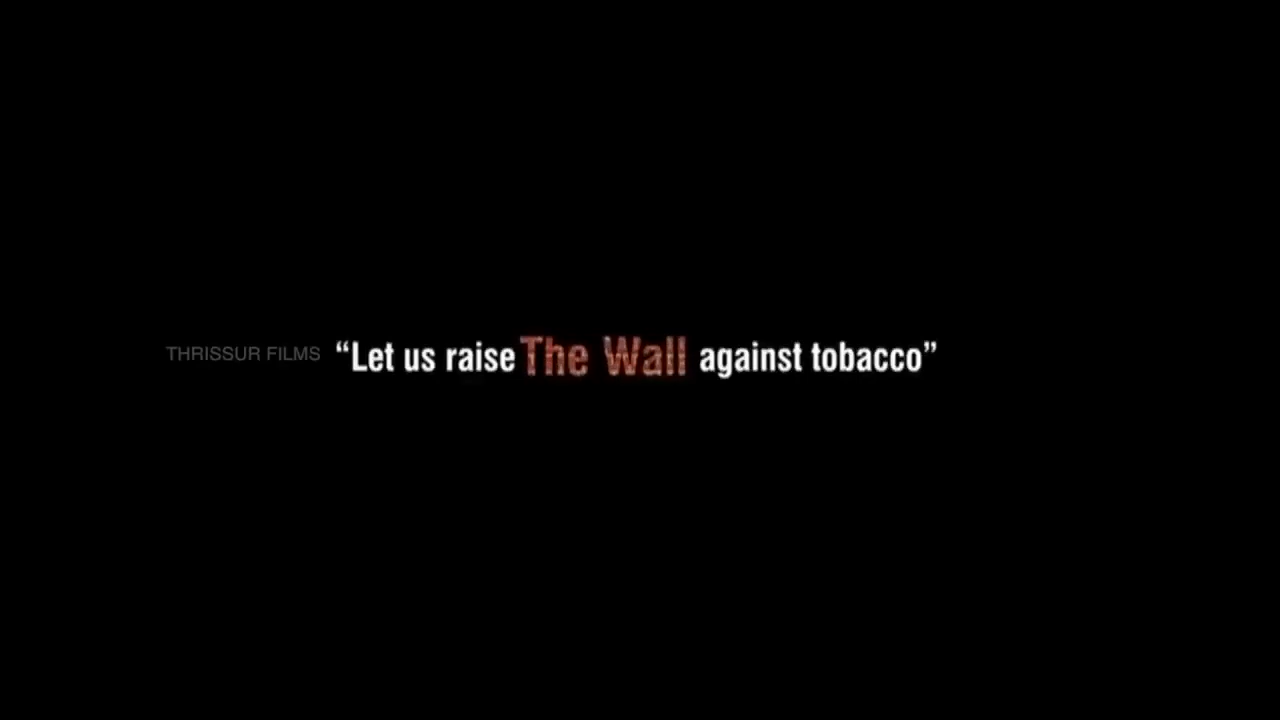 THRISSUR FILMS
“Let us raise The Wall against tobacco”